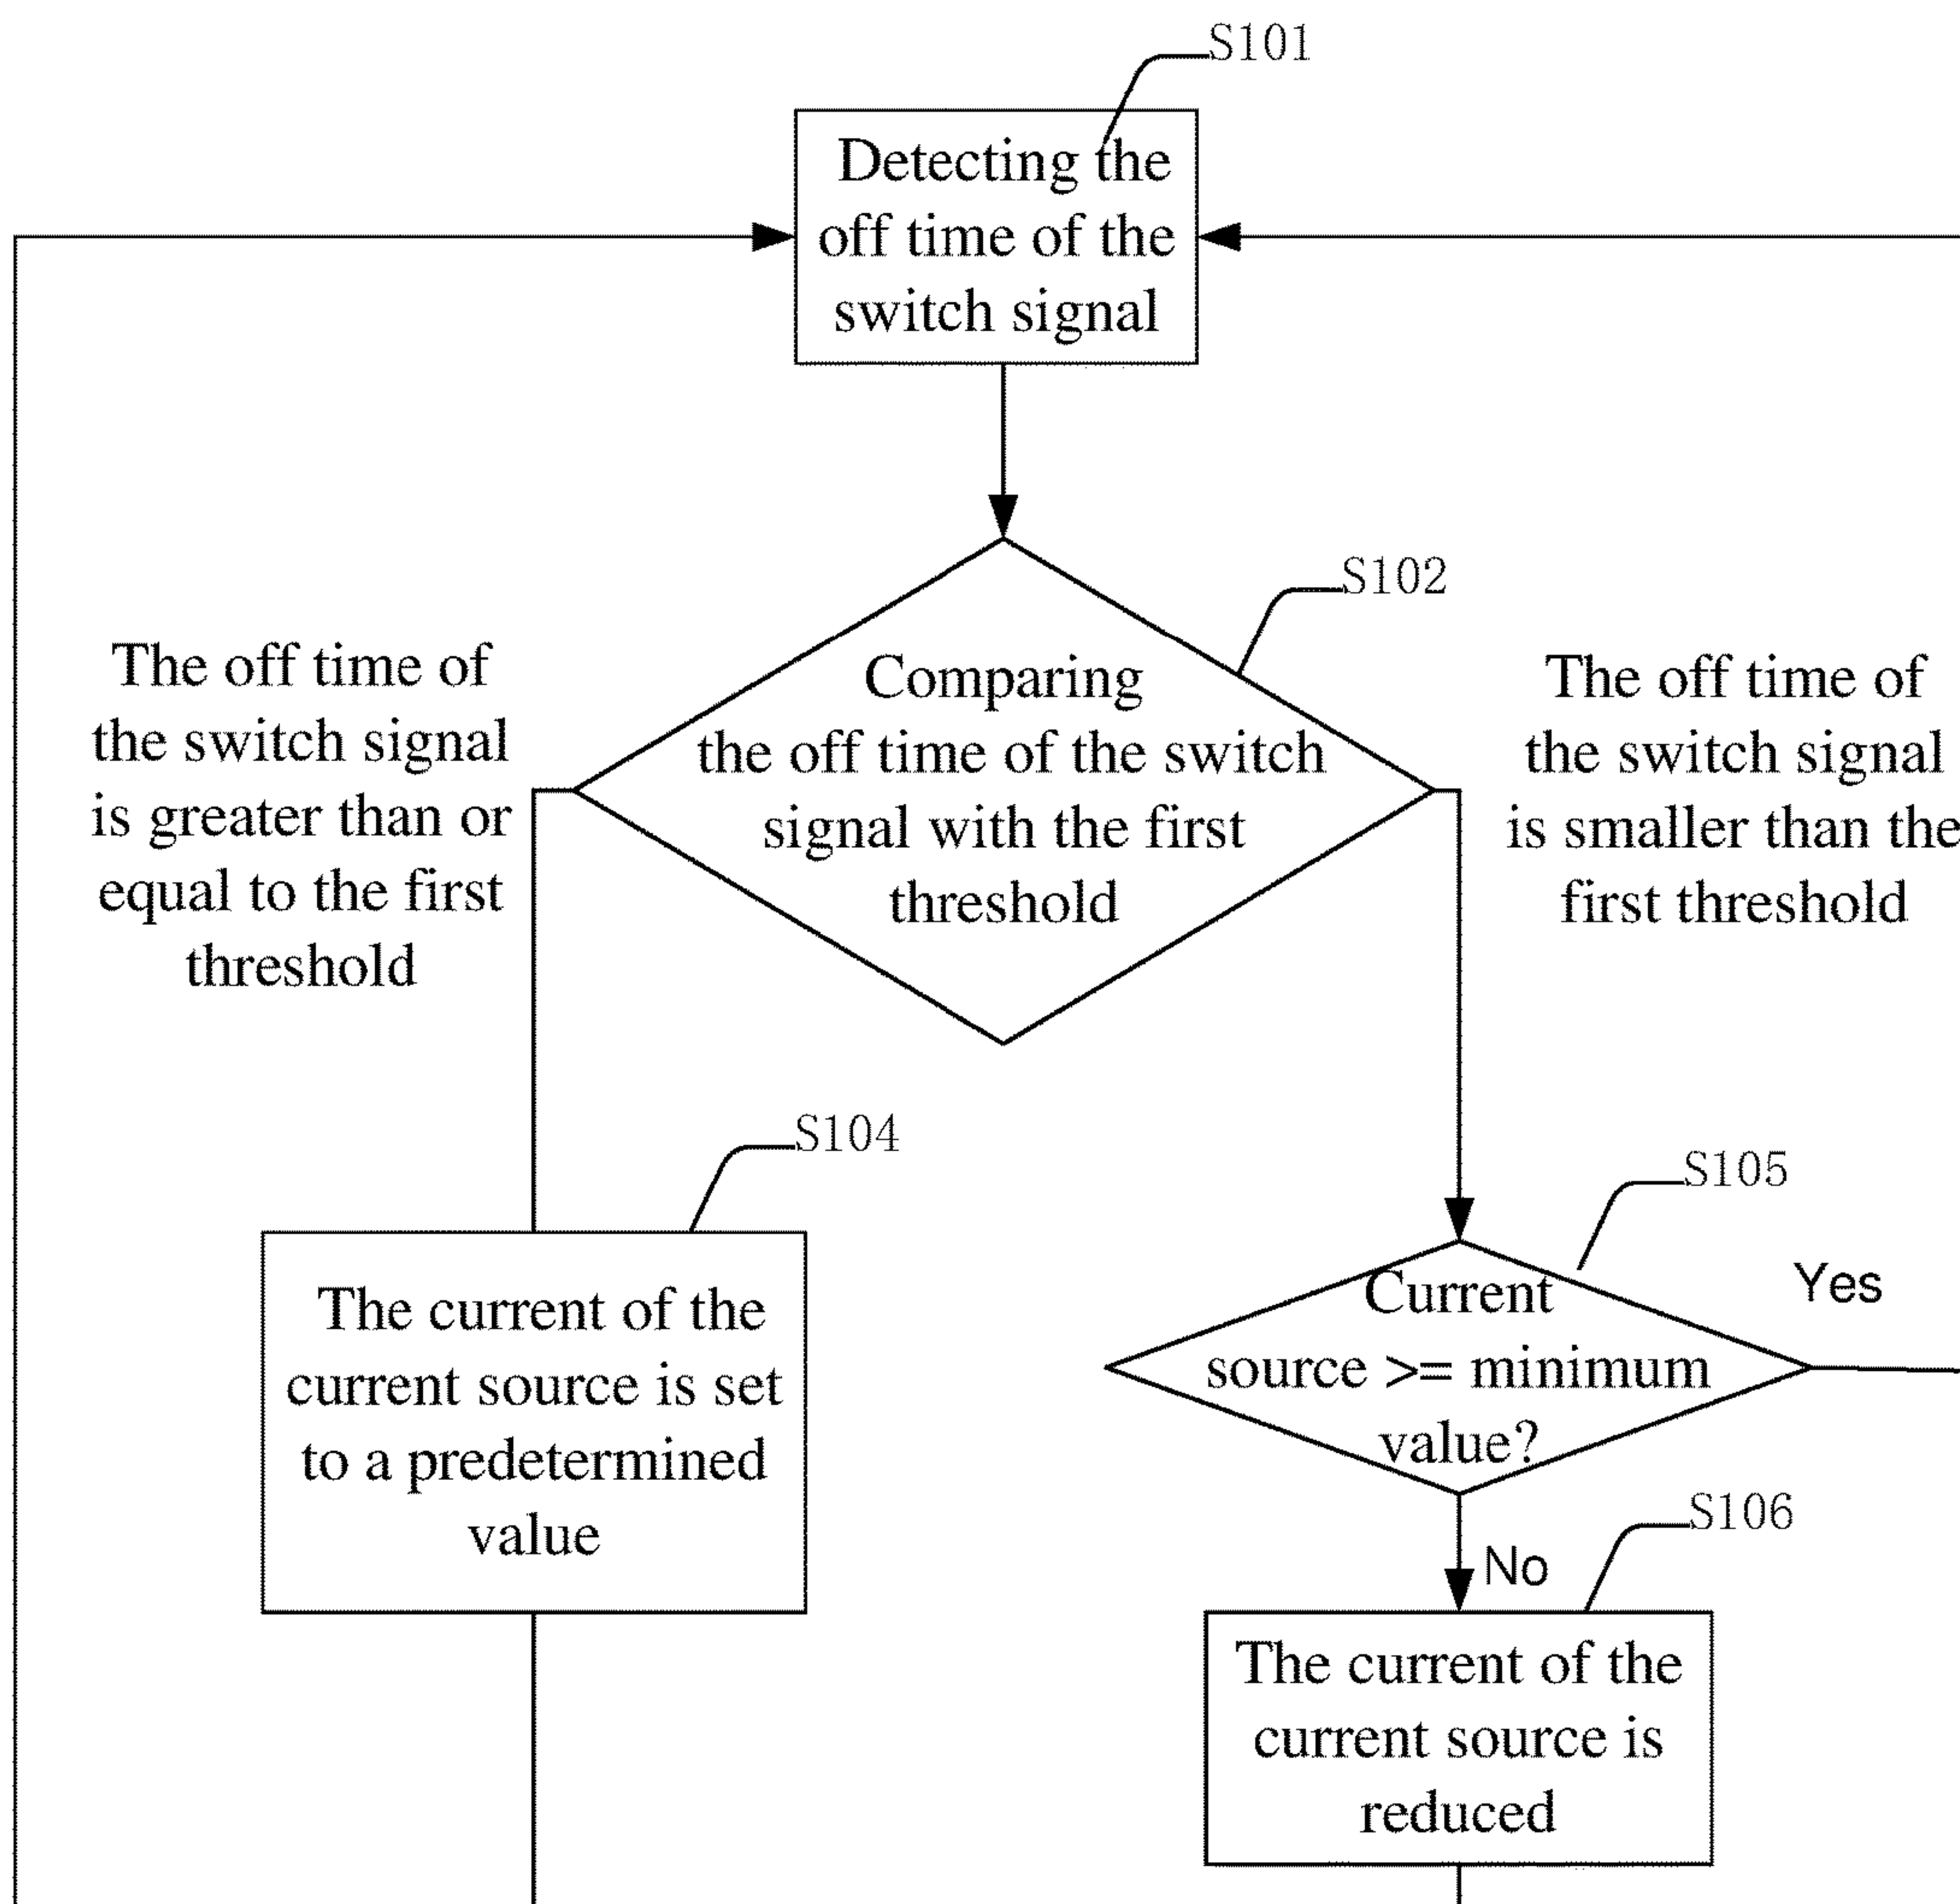 S101
Detecting the
off time of the
switch signal
S102
The off time of
the switch signal
is greater than or
equal to the first
threshold
Comparing
the off time of the switch
signal with the first
threshold
The off time of
the switch signal
is smaller than the
first threshold
S104
The current of the
current source is set
to a predetermined
value
S105
Current
source >= minimum
value?
Yes
No
S106
The current of the
current source is
reduced